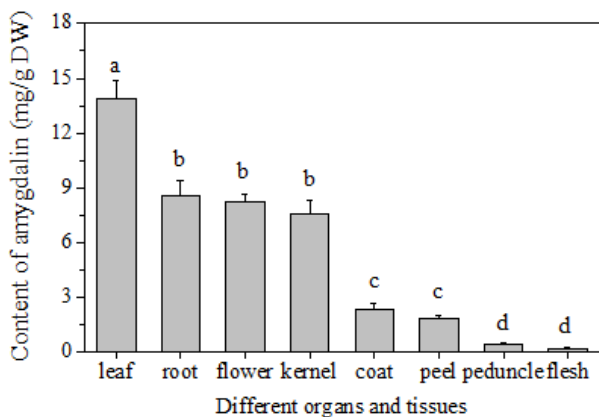 Content of amygdalin (mg/g DW)
18
15
12
9
6
3
0
a
b
b
b
c
c
d
d
leaf root flower kernel coat peel peduncle flesh
Different organs and tissues